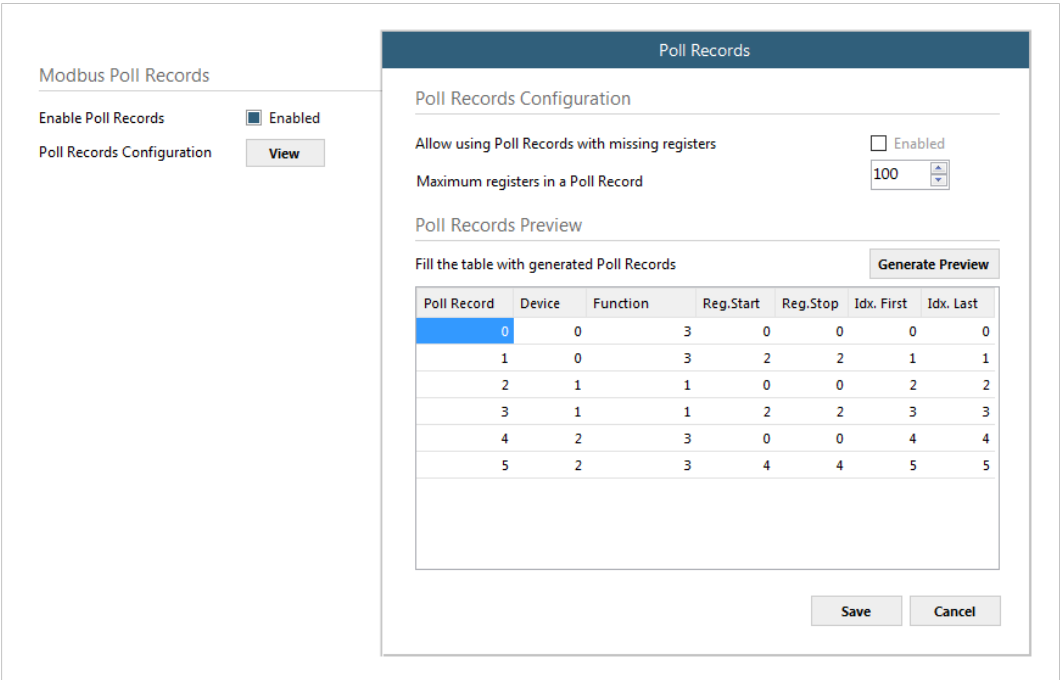 Poll Records
Modbus Poll Records
Enable Poll Records Enabled
Poll Records Configuration View
Poll Records Configuration
Allow using Poll Records with missing registers Enabled
Maximum registers in a Poll Record 100
Poll Records Preview
Fill the table with generated Poll Records Generate Preview
Poll Record Device Function Reg.Start Reg.Stop Idx. First Idx. Last
0 0 3 0 0 0 0
1 0 3 2 2 1 1
2 1 1 0 0 2 2
3 1 1 2 2 3 3
4 2 3 0 0 4 4
5 2 3 4 4 5 5
Save Cancel